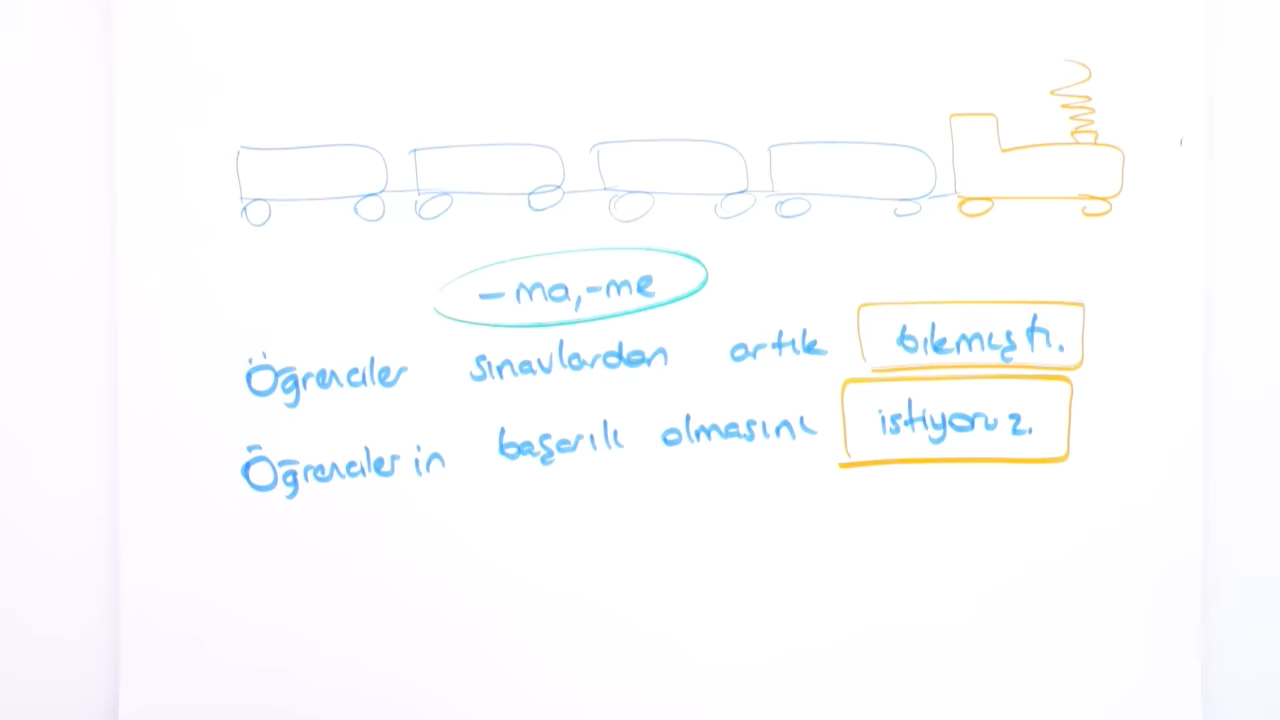 -ma,-me
Öğrenciler sınavlardan artık bıkmıştı.
Öğrencilerin başarılı olmasını istiyoruz.